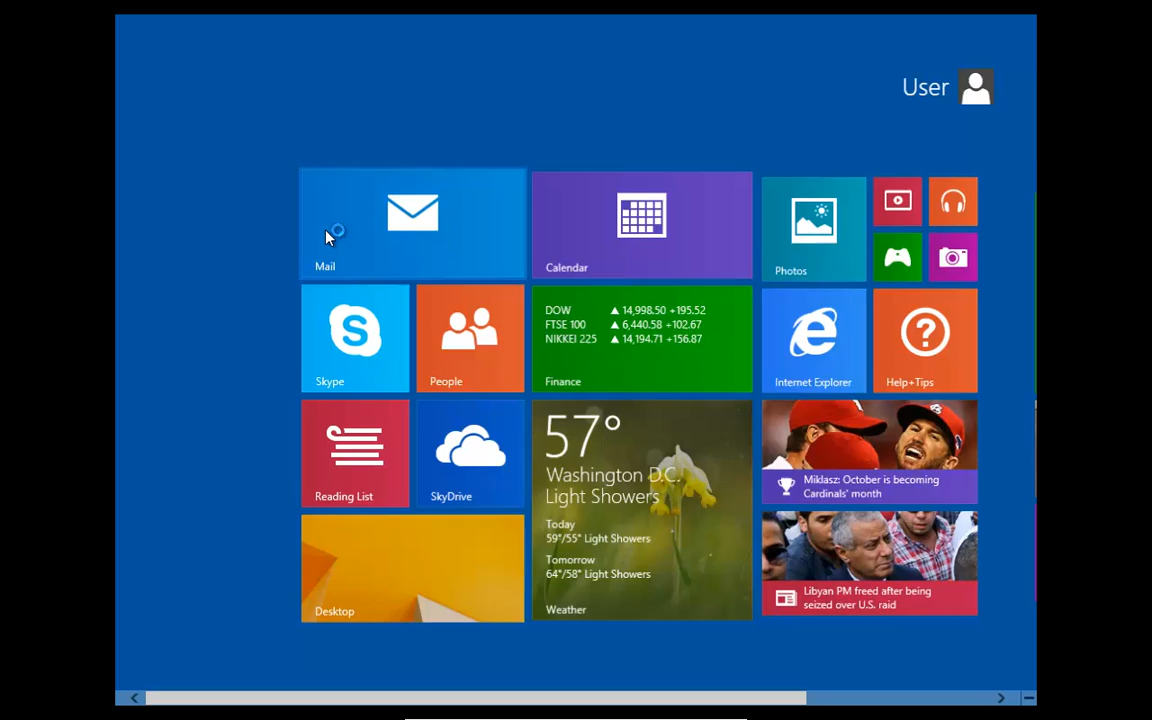 User
Mail
Calendar
Photos
Skype
People
DOW ▲ 14,998.50 +195.52
FTSE 100 ▲ 6,440.58 +102.67
NIKKEI 225 ▲ 14,194.71 +156.87
Finance
Internet Explorer
Help+Tips
Reading List
SkyDrive
57°
Washington D.C.
Light Showers
Today
59°/55° Light Showers
Tomorrow
64°/58° Light Showers
Weather
Miklasz: October is becoming
Cardinals' month
Desktop
Libyan PM freed after being
seized over U.S. raid